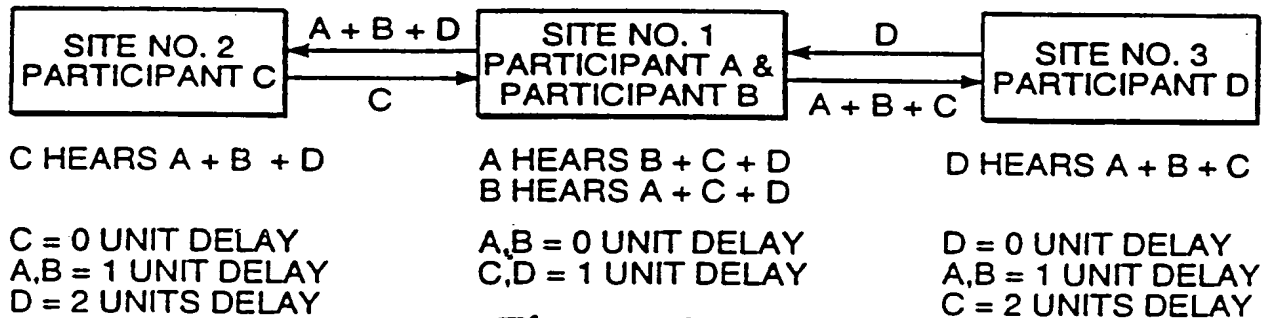 SITE NO. 2
PARTICIPANT C
A + B + D
C
SITE NO. 1
PARTICIPANT A &
PARTICIPANT B
D
A + B + C
SITE NO. 3
PARTICIPANT D
C HEARS A + B + D
A HEARS B + C + D
B HEARS A + C + D
D HEARS A + B + C
C = 0 UNIT DELAY
A,B = 1 UNIT DELAY
D = 2 UNITS DELAY
A,B = 0 UNIT DELAY
C,D = 1 UNIT DELAY
D = 0 UNIT DELAY
A,B = 1 UNIT DELAY
C = 2 UNITS DELAY